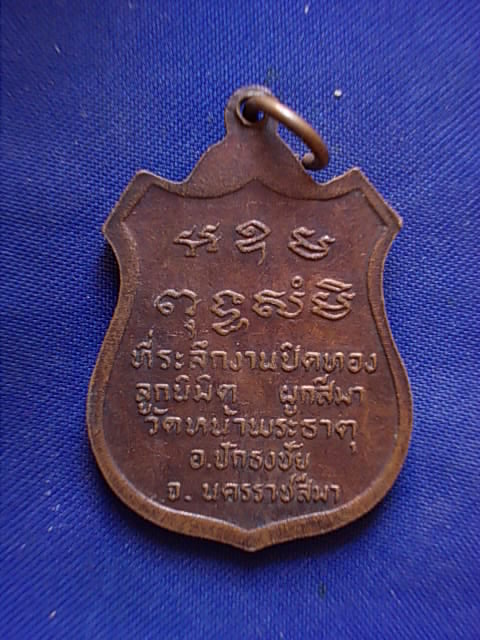 ที่ระลึกงานปิดทอง
ลูกนิมิต ผูกสีมา
วัดหน้าพระธาตุ
อ.ปักธงชัย
จ. นครราชสีมา